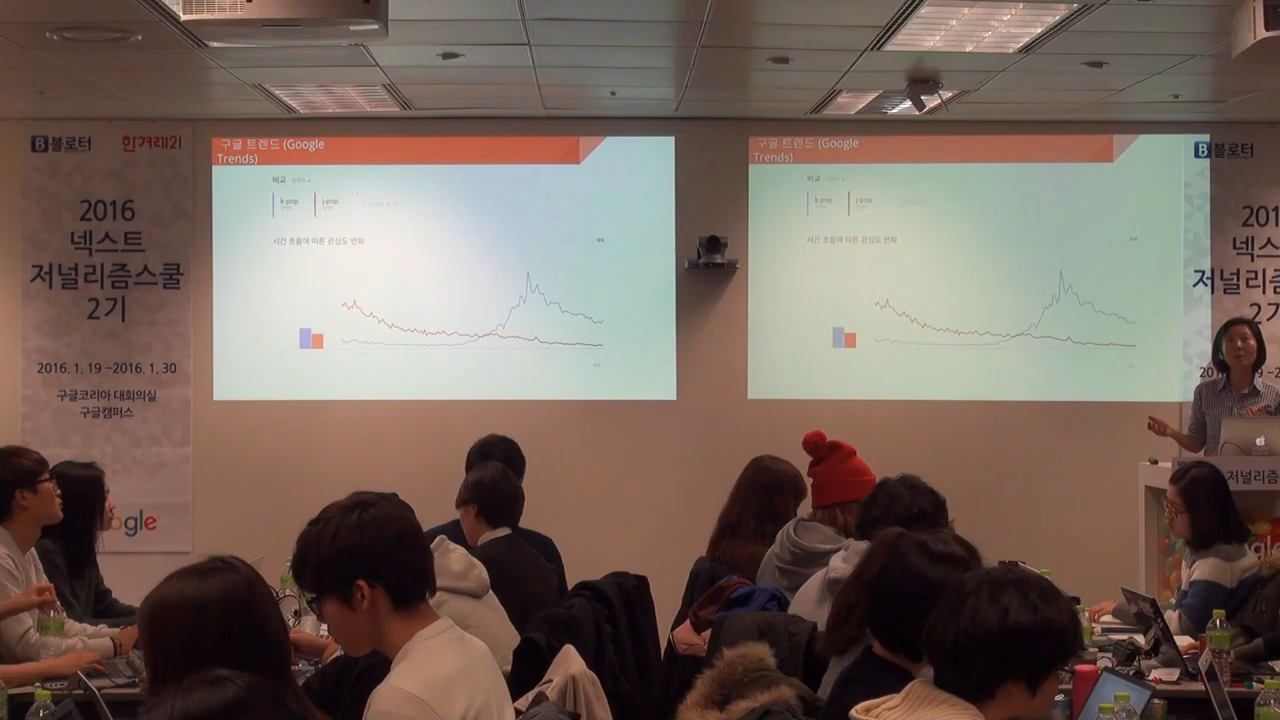 B 블로터 한겨레21
2016
넥스트
저널리즘스쿨
2기
2016. 1. 19 ~2016. 1. 30
구글코리아 대회의실
구글캠퍼스
ogle
구글 트렌드 (Google
Trends)
비교
k-pop
j-pop
시간 흐름에 따른 관심도 변화
구글 트렌드 (Google
Trends)
비교
k-pop
j-pop
시간 흐름에 따른 관심도 변화
B 블로터
201
넥스
저널리즘
2기
저널리즘
gle